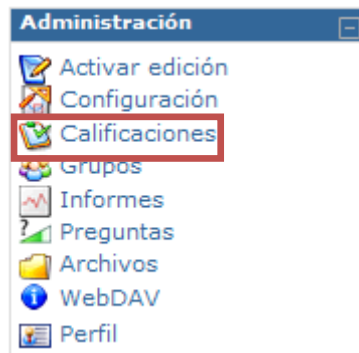 Administración
Activar edición
Configuración
Calificaciones
Grupos
Informes
Preguntas
Archivos
WebDAV
Perfil